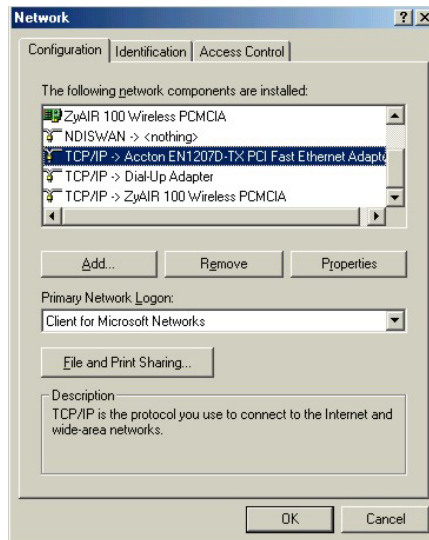 Network
Configuration Identification Access Control
The following network components are installed:
ZyAIR 100 Wireless PCMCIA
NDISWAN -> <nothing>
TCP/IP -> Accton EN1207D-TX PCI Fast Ethernet Adapte
TCP/IP -> Dial-Up Adapter
TCP/IP -> ZyAIR 100 Wireless PCMCIA
Add... Remove Properties
Primary Network Logon:
Client for Microsoft Networks
File and Print Sharing...
Description
TCP/IP is the protocol you use to connect to the Internet and
wide-area networks.
OK Cancel